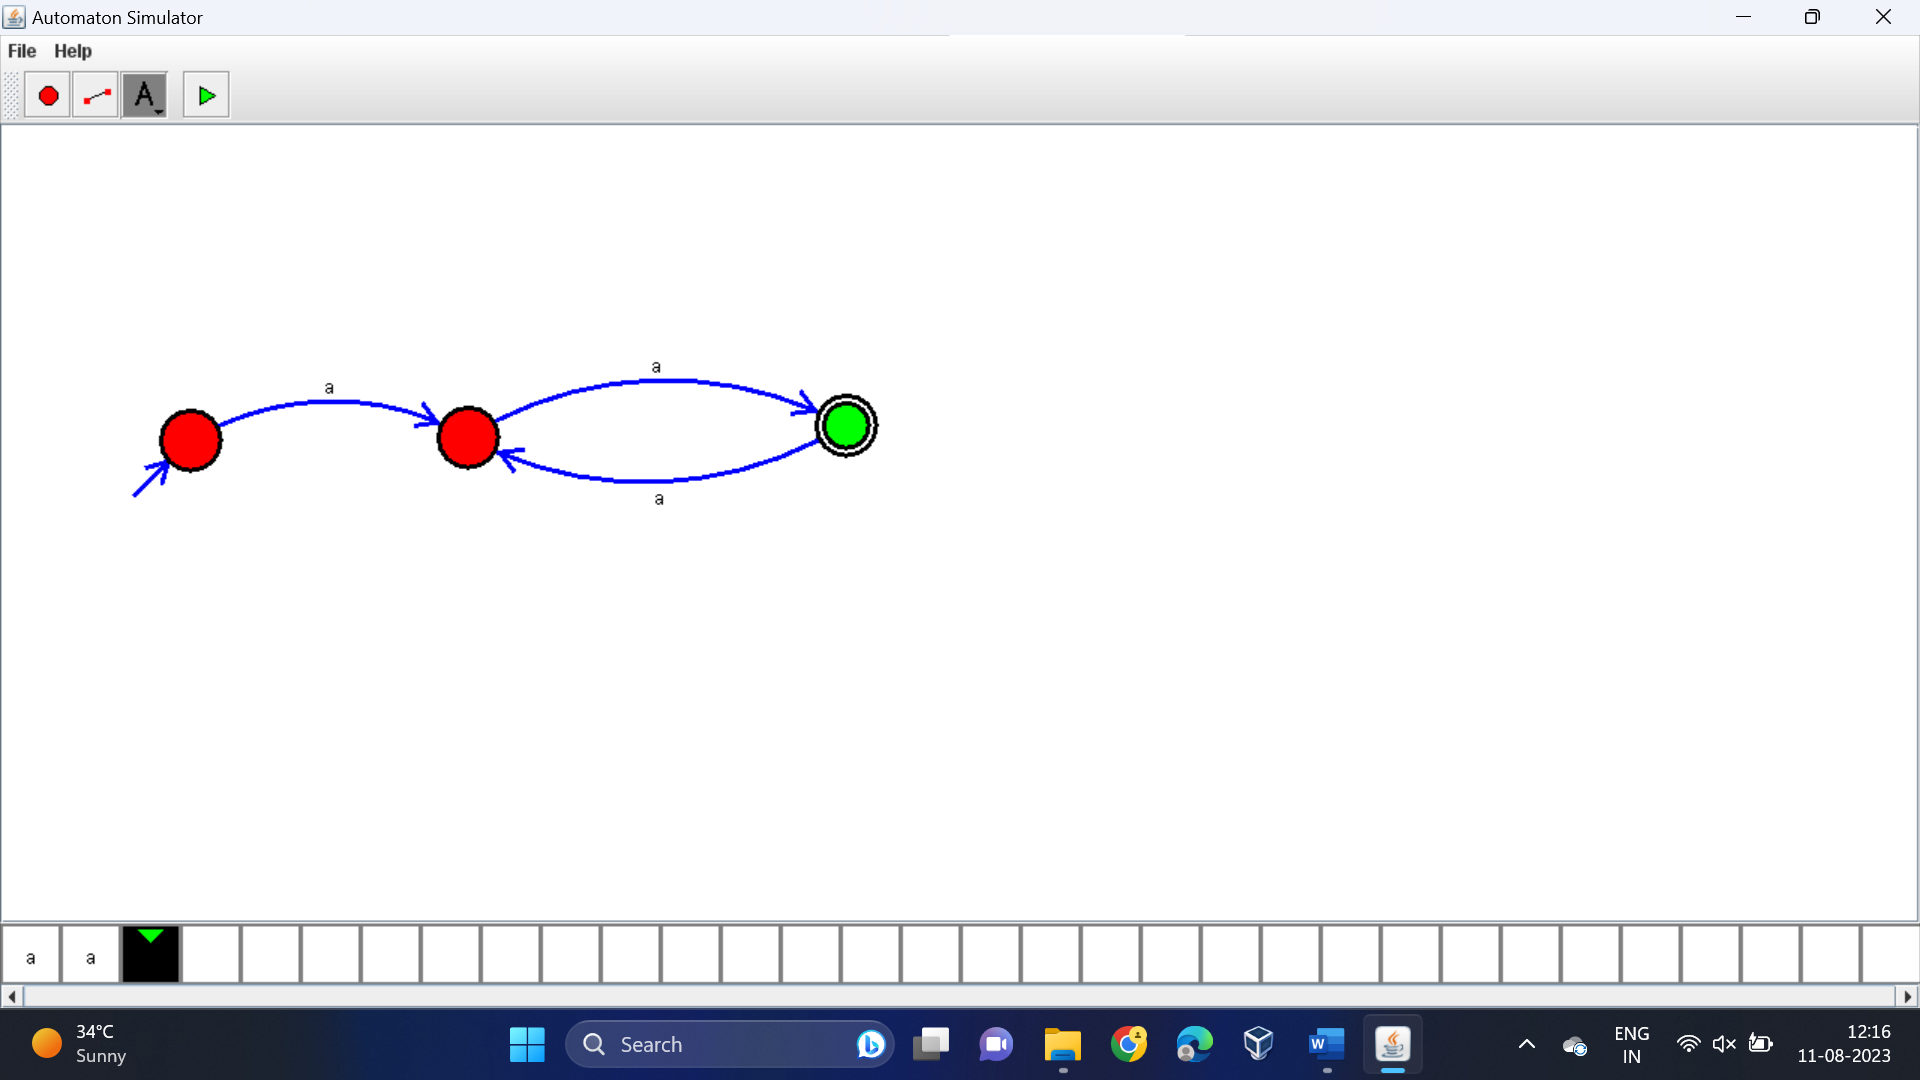 Automaton Simulator
File Help
A
a
a
a
a a
34°C
Sunny
Search
W
ENG
IN
12:16
11-08-2023